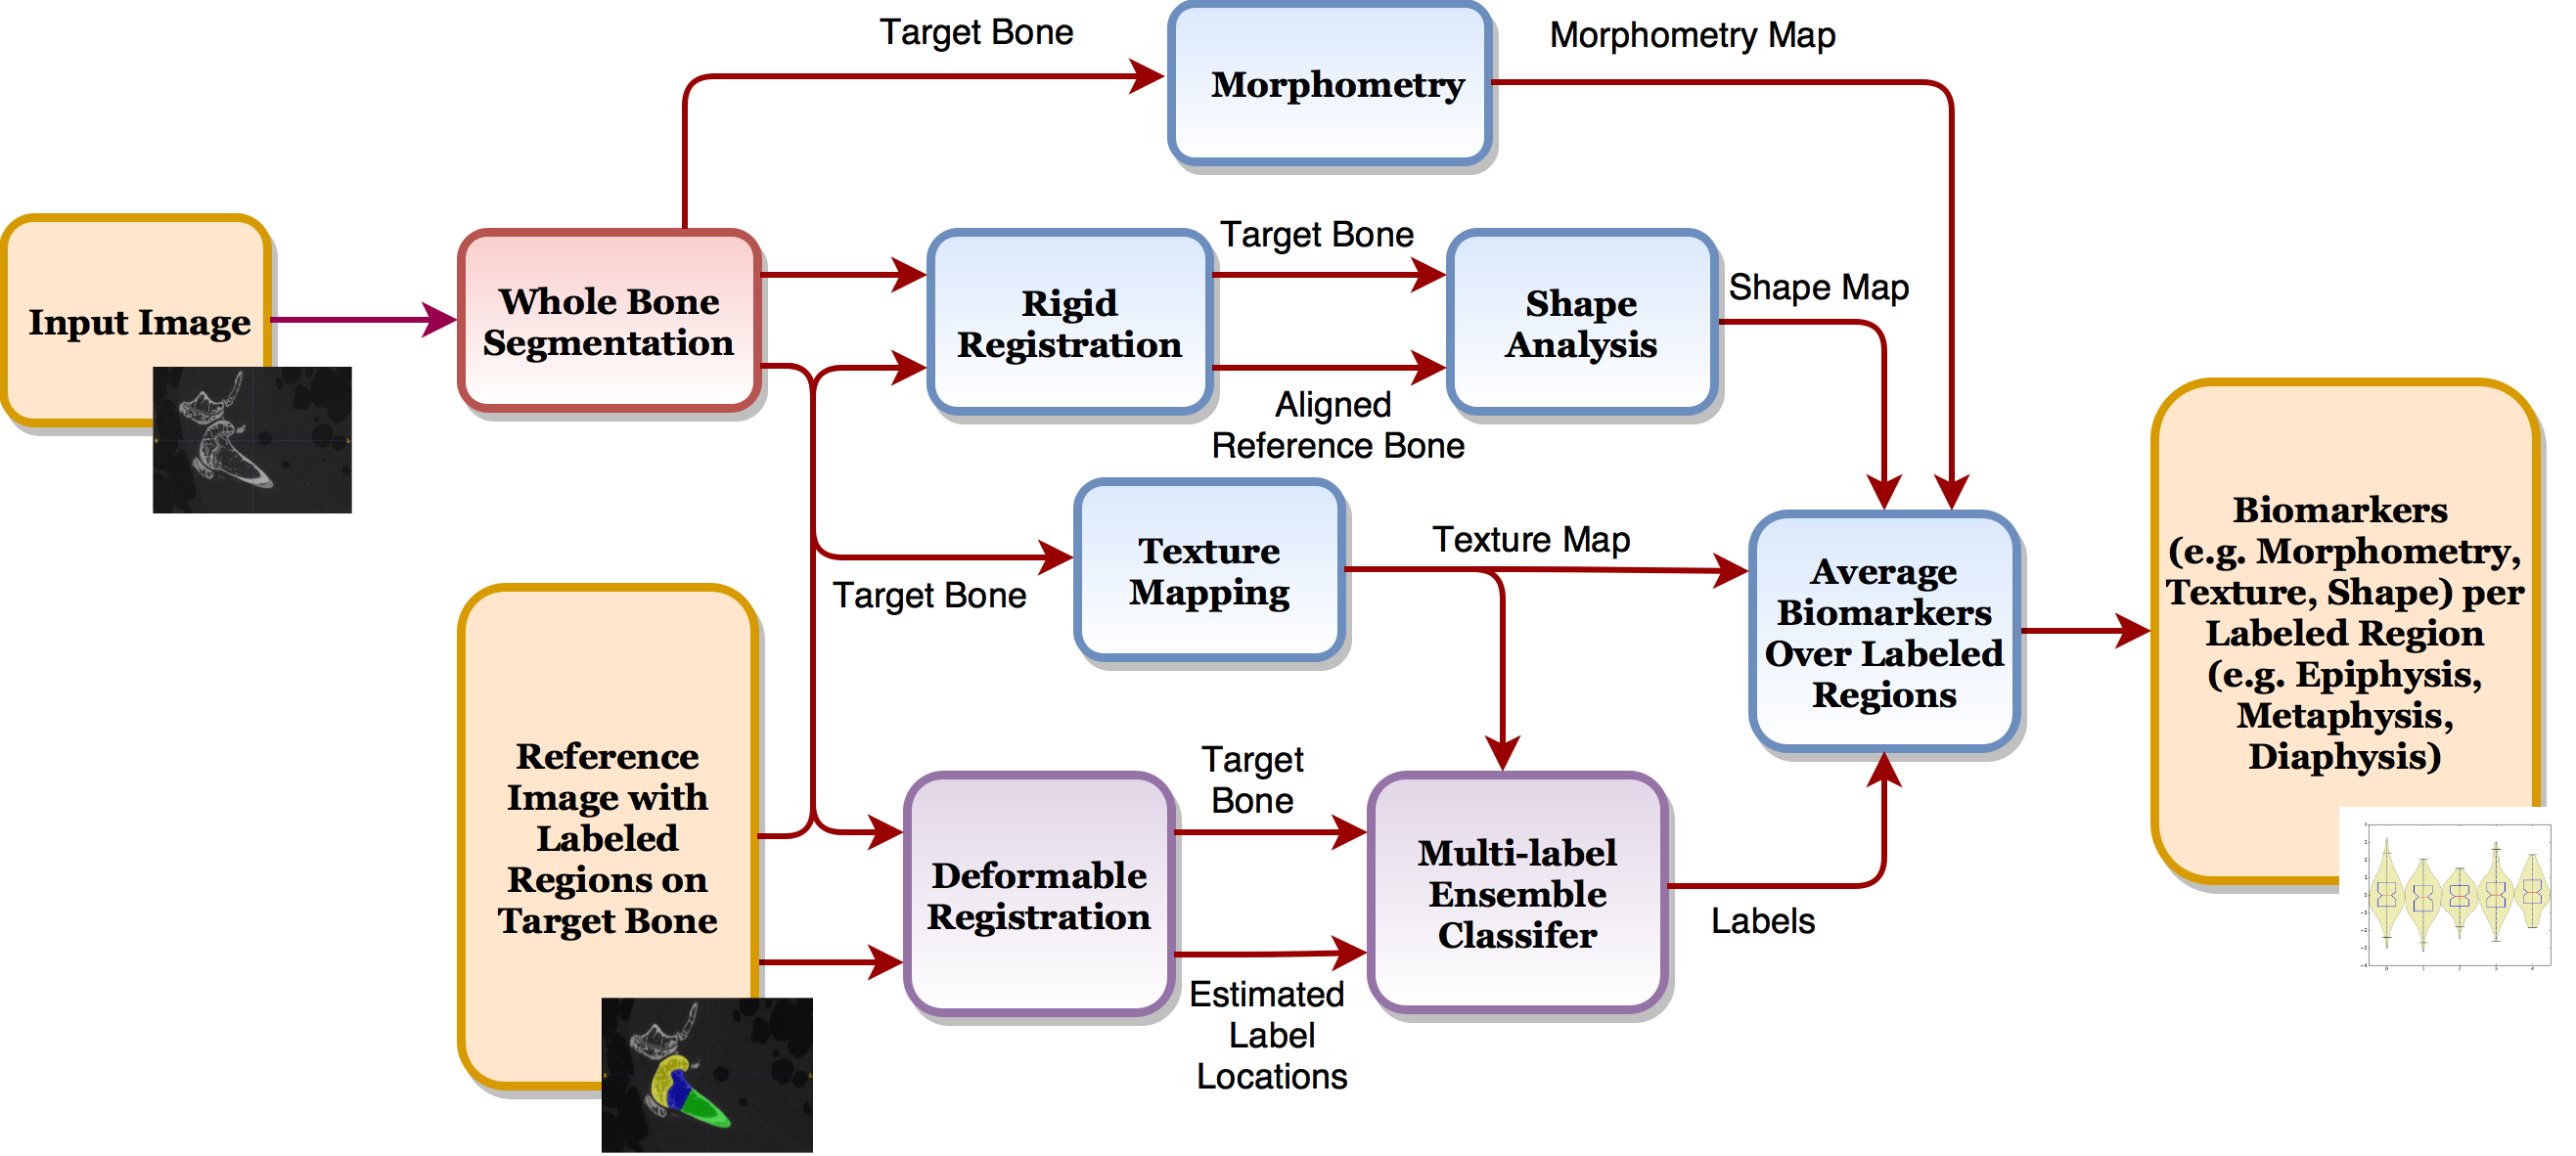 Target Bone
Morphometry Map
Morphometry
Target Bone
Shape Map
Input Image
Whole Bone
Segmentation
Rigid
Registration
Shape
Analysis
Aligned
Reference Bone
Texture
Mapping
Texture Map
Target Bone
Average
Biomarkers
Over Labeled
Regions
Biomarkers
(e.g. Morphometry,
Texture, Shape) per
Labeled Region
(e.g. Epiphysis,
Metaphysis,
Diaphysis)
Reference
Image with
Labeled
Regions on
Target Bone
Deformable
Registration
Target
Bone
Multi-label
Ensemble
Classifer
Labels
Estimated
Label
Locations